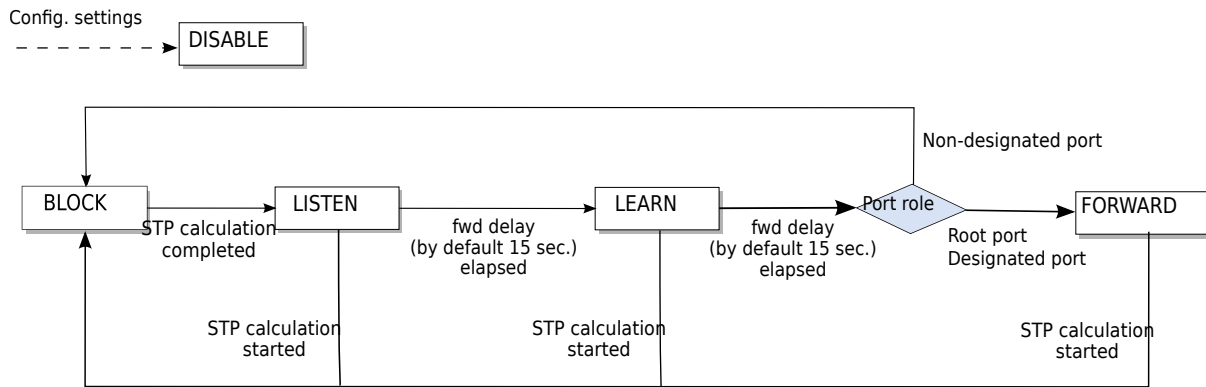 Config. settings
DISABLE
Non-designated port
BLOCK
LISTEN
LEARN
Port role
FORWARD
STP calculation
completed
fwd delay
(by default 15 sec.)
elapsed
fwd delay
(by default 15 sec.)
elapsed
Root port
Designated port
STP calculation
started
STP calculation
started
STP calculation
started